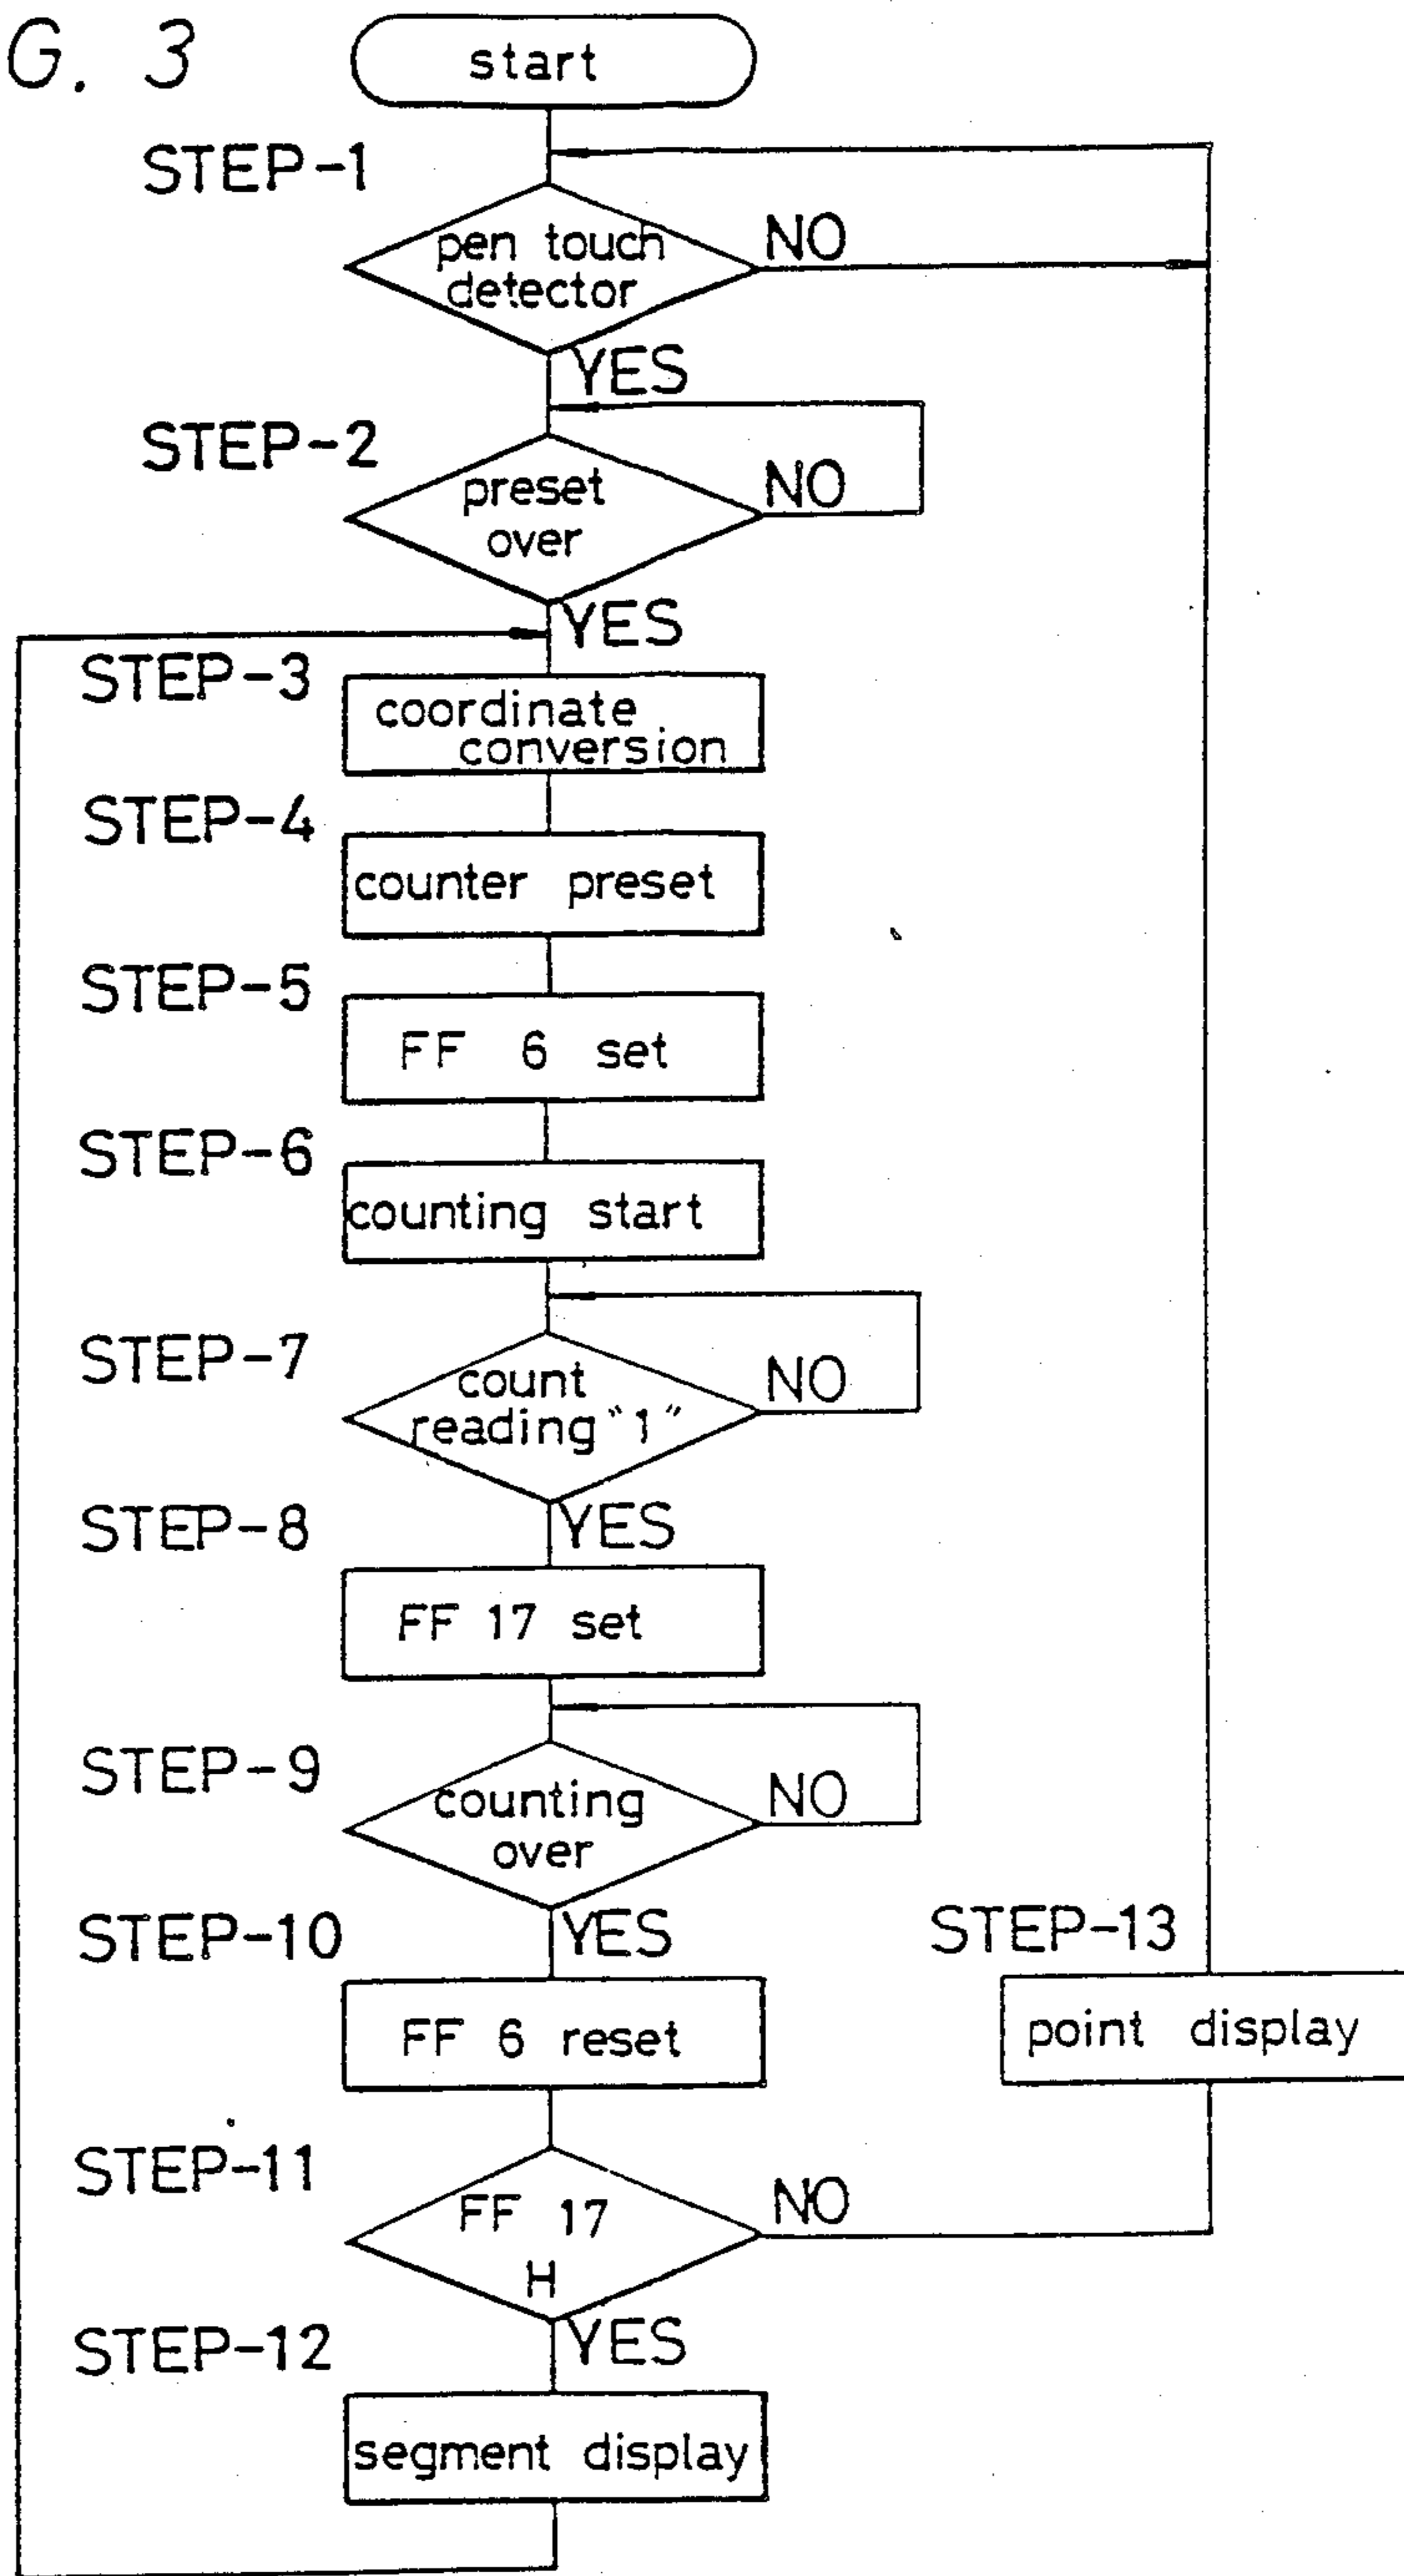 G. 3
start
STEP-1
pen touch
detector
NO
YES
STEP-2
preset
over
NO
YES
STEP-3
coordinate
conversion
STEP-4
counter preset
STEP-5
FF 6 set
STEP-6
counting start
STEP-7
count
reading "1"
NO
STEP-8
YES
FF 17 set
STEP-9
counting
over
NO
STEP-10
YES
STEP-13
FF 6 reset
point display
STEP-11
FF 17
H
NO
STEP-12
YES
segment display